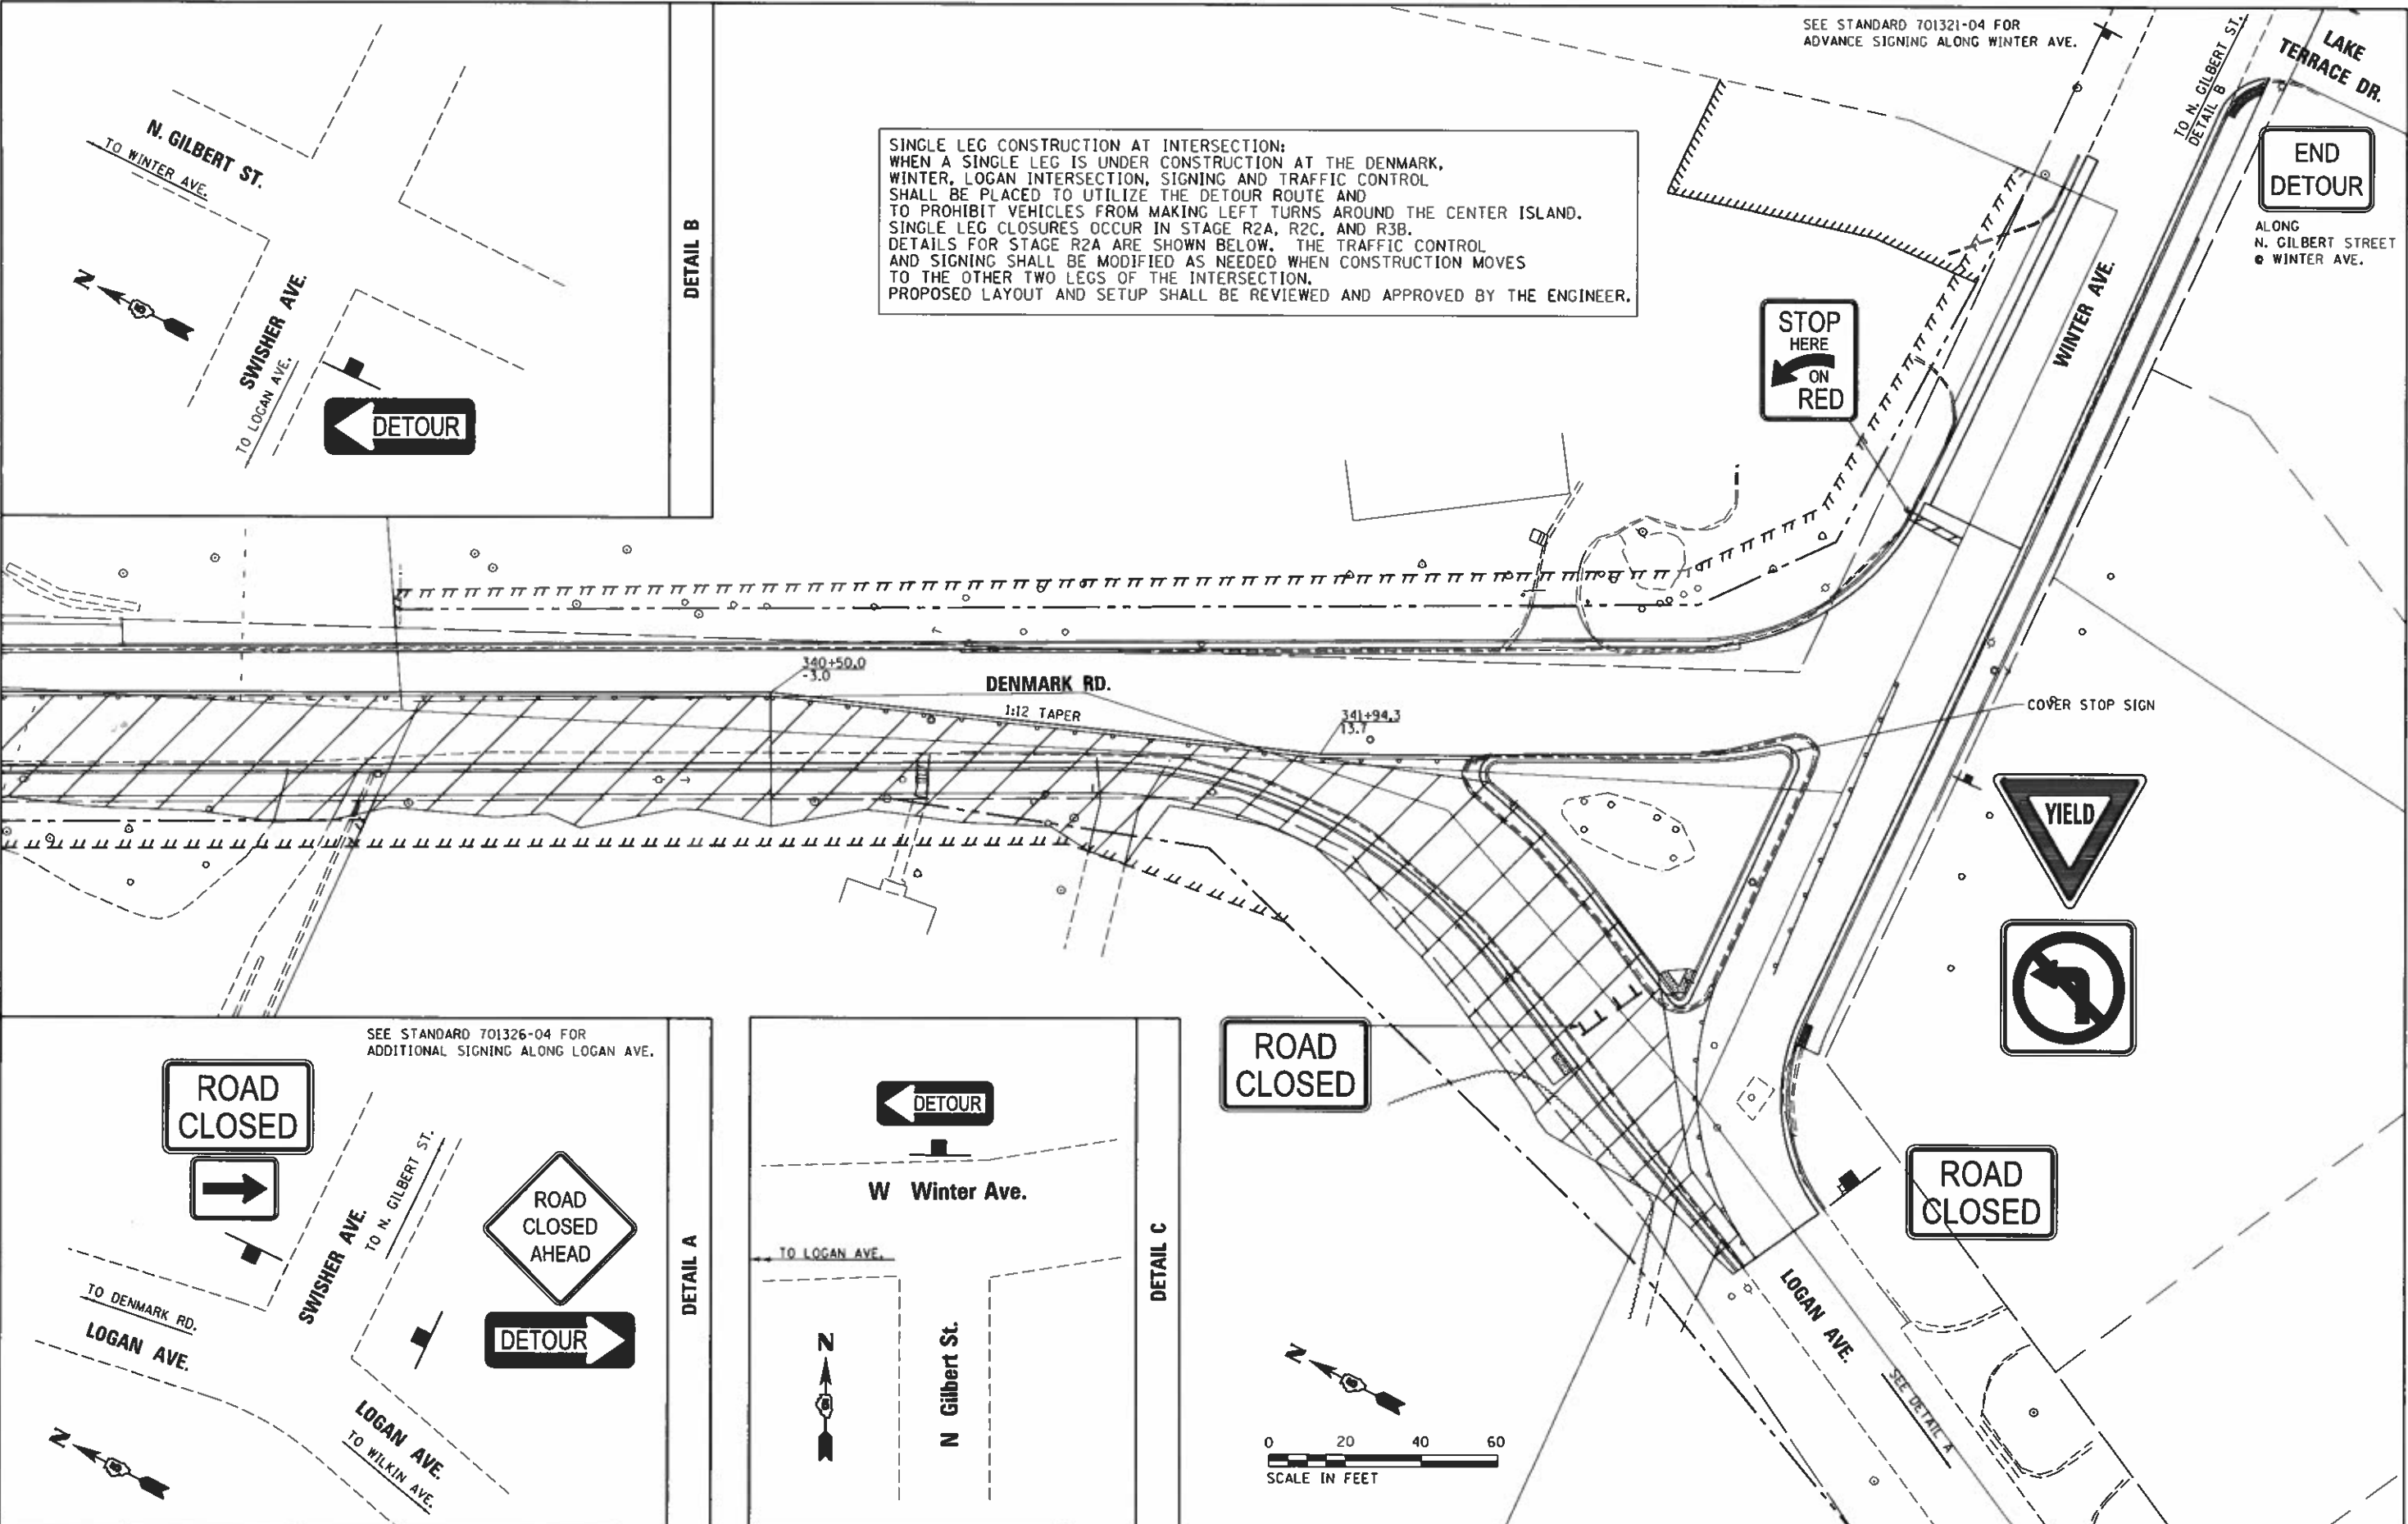 N. GILBERT ST.
TO WINTER AVE.
N
SWISHER AVE.
TO LOGAN AVE.
DETOUR
DETAIL B
SINGLE LEG CONSTRUCTION AT INTERSECTION:
WHEN A SINGLE LEG IS UNDER CONSTRUCTION AT THE DENMARK,
WINTER, LOGAN INTERSECTION, SIGNING AND TRAFFIC CONTROL
SHALL BE PLACED TO UTILIZE THE DETOUR ROUTE AND
TO PROHIBIT VEHICLES FROM MAKING LEFT TURNS AROUND THE CENTER ISLAND.
SINGLE LEG CLOSURES OCCUR IN STAGE R2A, R2C, AND R3B.
DETAILS FOR STAGE R2A ARE SHOWN BELOW. THE TRAFFIC CONTROL
AND SIGNING SHALL BE MODIFIED AS NEEDED WHEN CONSTRUCTION MOVES
TO THE OTHER TWO LEGS OF THE INTERSECTION.
PROPOSED LAYOUT AND SETUP SHALL BE REVIEWED AND APPROVED BY THE ENGINEER.
SEE STANDARD 701321-04 FOR
ADVANCE SIGNING ALONG WINTER AVE.
TO N. GILBERT ST.
DETAIL B
LAKE
TERRACE DR.
END
DETOUR
ALONG
N. GILBERT STREET
@ WINTER AVE.
STOP
HERE
ON
RED
WINTER AVE.
340+50.0
-3.0
DENMARK RD.
1:12 TAPER
341+94.3
13.7
COVER STOP SIGN
YIELD
ROAD
CLOSED
ROAD
CLOSED
LOGAN AVE.
SEE DETAIL A
N
0 20 40 60
SCALE IN FEET
SEE STANDARD 701326-04 FOR
ADDITIONAL SIGNING ALONG LOGAN AVE.
ROAD
CLOSED
SWISHER AVE.
TO N. GILBERT ST.
ROAD
CLOSED
AHEAD
DETOUR
TO DENMARK RD.
LOGAN AVE.
LOGAN AVE.
TO WILKIN AVE.
N
DETAIL A
DETOUR
W Winter Ave.
TO LOGAN AVE.
N
N Gilbert St.
DETAIL C